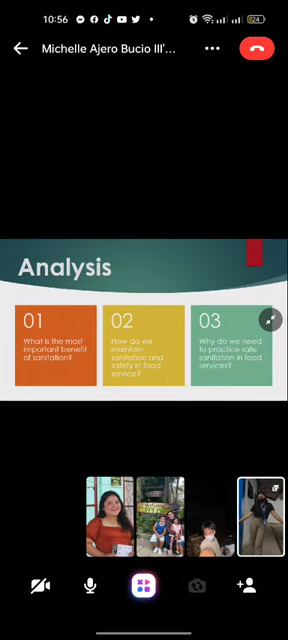 10:56
24
Michelle Ajero Bucio III'...
Analysis
01
What is the most
important benefit
of sanitation?
02
How do we
maintain
sanitation and
safety in food
service?
03
Why do we need
to practice safe
sanitation in food
services?